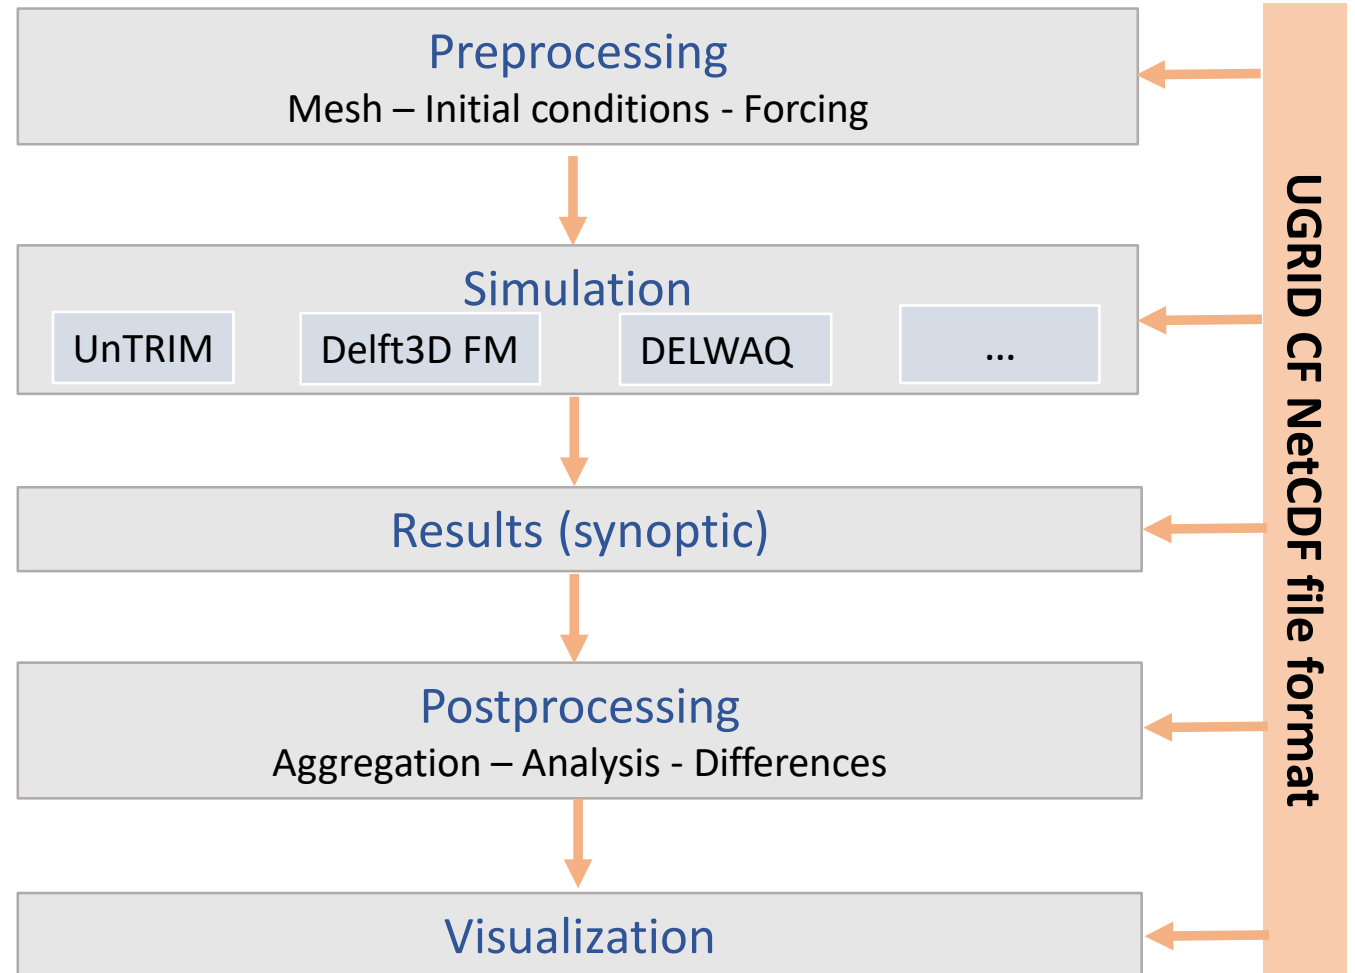 Preprocessing
Mesh – Initial conditions - Forcing
Simulation
UnTRIM
Delft3D FM
DELWAQ
...
Results (synoptic)
Postprocessing
Aggregation – Analysis - Differences
Visualization
UGRID CF NetCDF file format